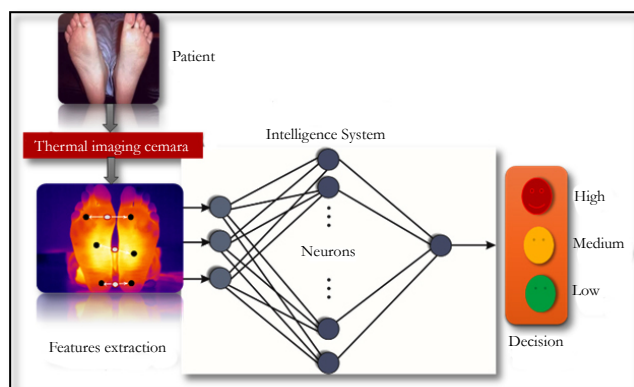 Patient
Thermal imaging cemara
Intelligence System
Neurons
High
Medium
Low
Features extraction
Decision